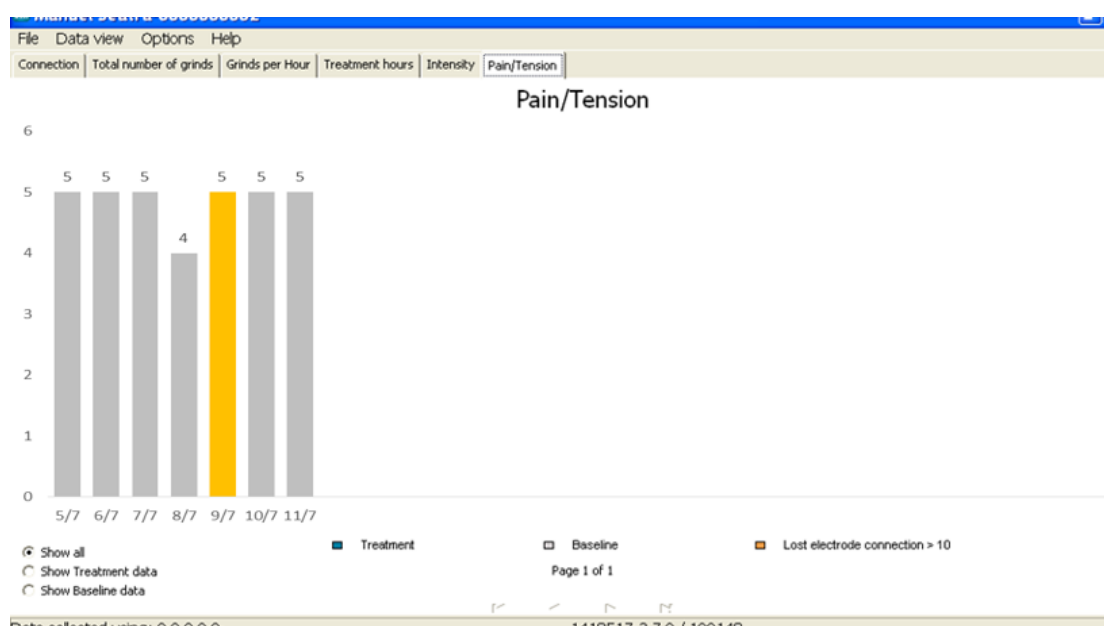 File Data view Options Help
Connection Total number of grinds Grinds per Hour Treatment hours Intensity Pain/Tension
Pain/Tension
6
5 5 5 5 5 5
5
4
4
3
2
1
0
5/7 6/7 7/7 8/7 9/7 10/7 11/7
Show all
Treatment Baseline Lost electrode connection > 10
Show Treatment data
Page 1 of 1
Show Baseline data